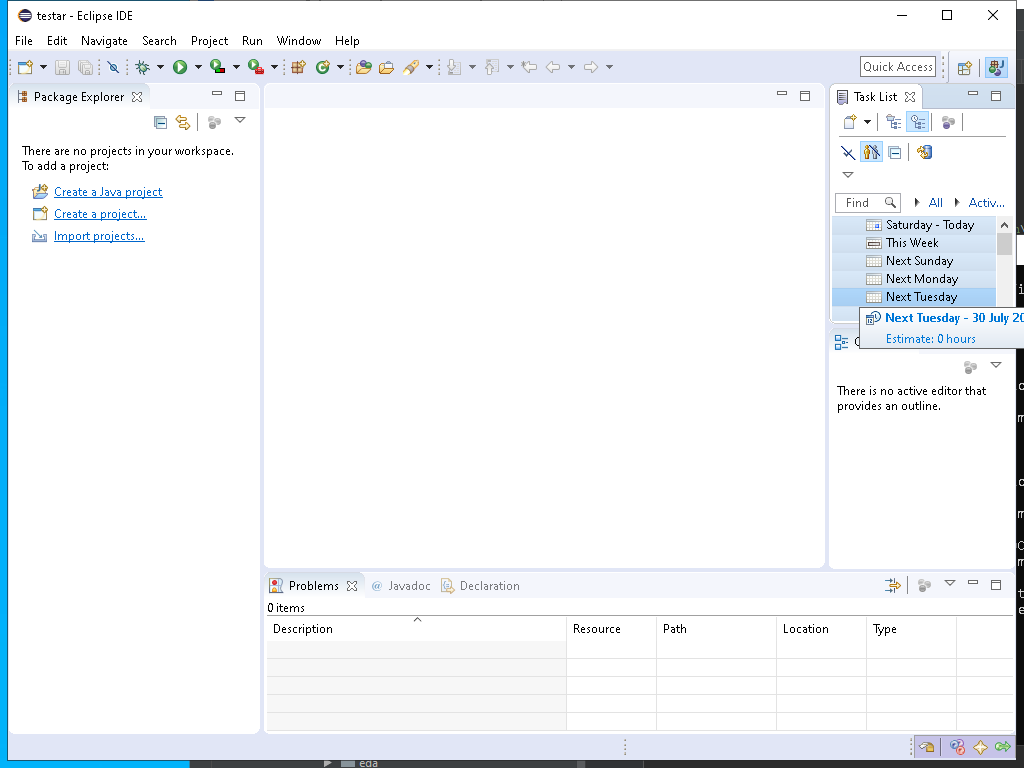 testar - Eclipse IDE
File Edit Navigate Search Project Run Window Help
Quick Access
Package Explorer
There are no projects in your workspace.
To add a project:
Create a Java project
Create a project...
Import projects...
Task List
Find All Activ...
Saturday - Today
This Week
Next Sunday
Next Monday
Next Tuesday
Next Tuesday - 30 July 20
Estimate: 0 hours
There is no active editor that
provides an outline.
Problems @ Javadoc Declaration
0 items
Description Resource Path Location Type
eda